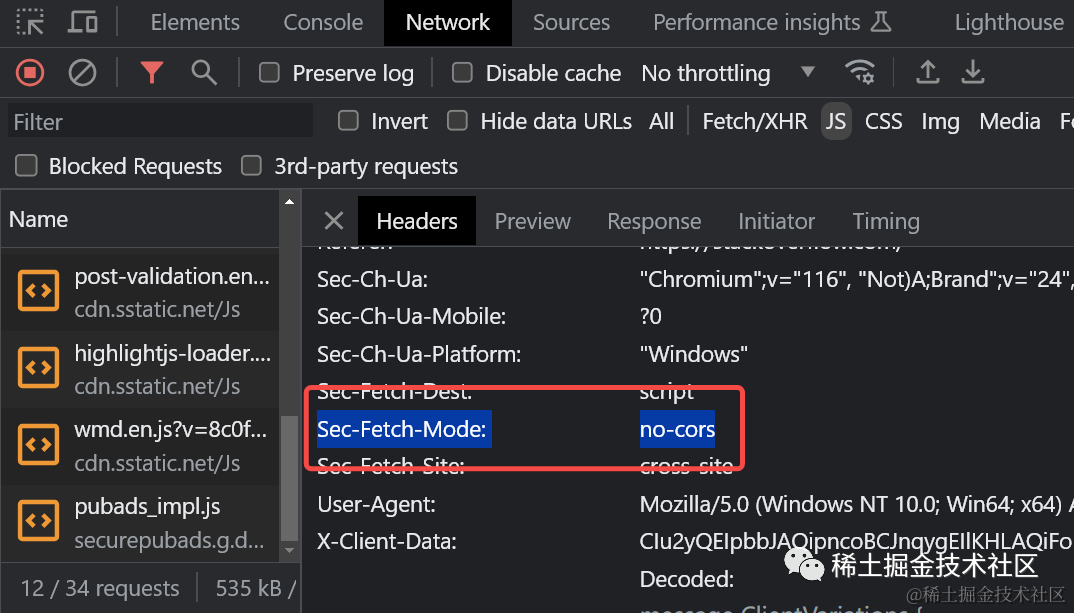 Elements Console Network Sources Performance insights Lighthouse
Preserve log Disable cache No throttling
Filter Invert Hide data URLs All Fetch/XHR JS CSS Img Media
Blocked Requests 3rd-party requests
Name
Headers Preview Response Initiator Timing
post-validation.en...
cdn.sstatic.net/Js
highlightjs-loader....
cdn.sstatic.net/Js
wmd.en.js?v=8c0f...
cdn.sstatic.net/Js
pubads_impl.js
securepubads.g.d...
12 / 34 requests 535 kB /
Referer: https://stackoverflow.com/
Sec-Ch-Ua: "Chromium";v="116", "Not)A;Brand";v="24",
Sec-Ch-Ua-Mobile: ?0
Sec-Ch-Ua-Platform: "Windows"
Sec-Fetch-Dest: script
Sec-Fetch-Mode: no-cors
Sec-Fetch-Site: cross-site
User-Agent: Mozilla/5.0 (Windows NT 10.0; Win64; x64)
X-Client-Data:
Decoded:
message ClientVariations {
稀土掘金技术社区
@稀土掘金技术社区